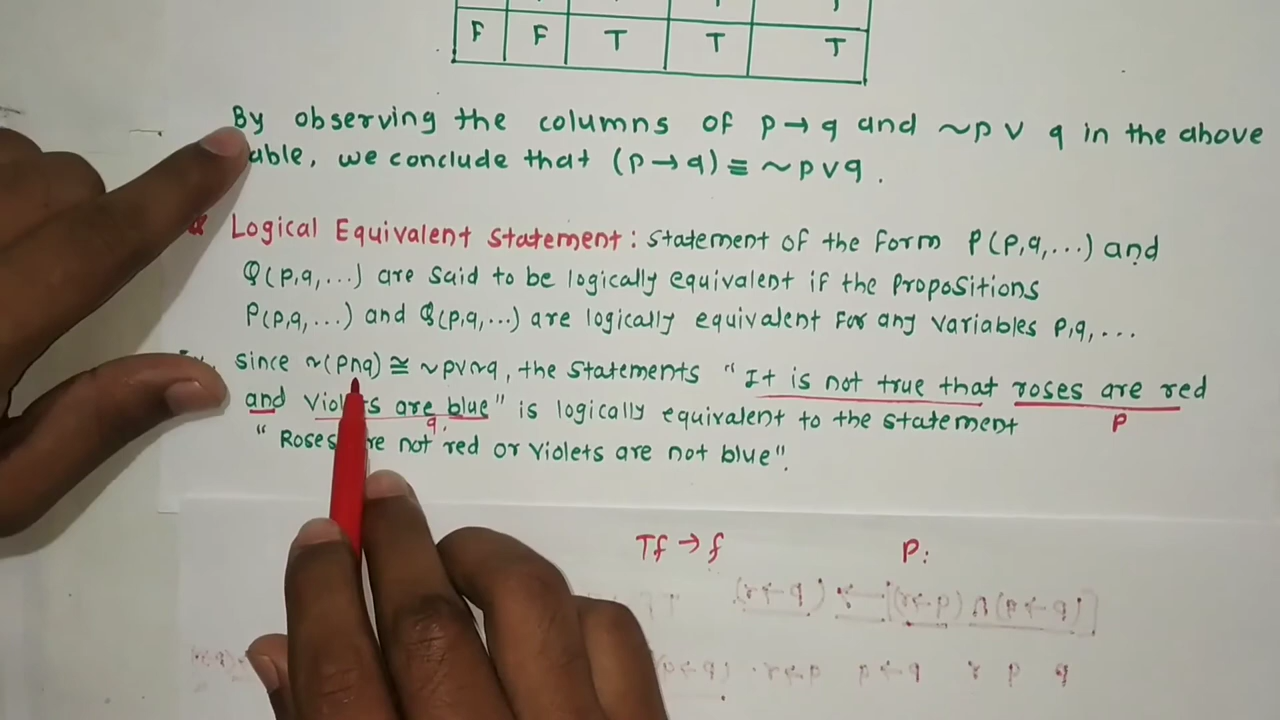 F F T T T
By observing the columns of p → q and ~p ∨ q in the above
able, we conclude that (p → q) ≡ ~p∨q.
Logical Equivalent Statement: Statement of the form P(p,q,...) and
Q(p,q,...) are said to be logically equivalent if the Propositions
P(p,q,...) and Q(p,q,...) are logically equivalent for any variables p,q,...
Since ~(p∩q) ≅ ~p∨~q, the statements "It is not true that roses are red
and Violets are blue" is logically equivalent to the statement
P
q
"Roses are not red or Violets are not blue".
Tf → f P: